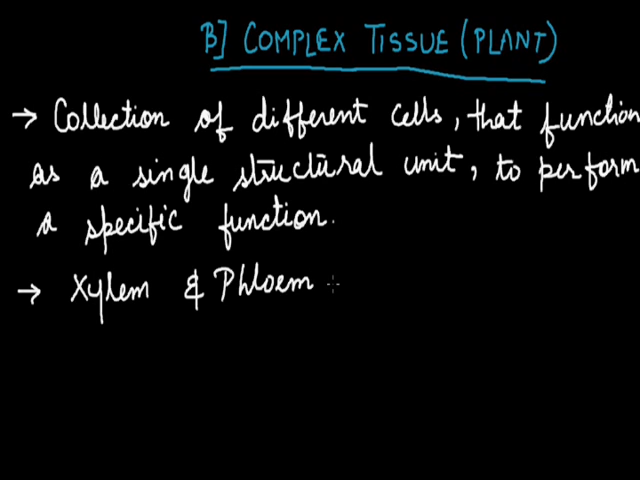 B] COMPLEX TISSUE (PLANT)
→ Collection of different cells, that function
as a single structural unit, to perform
a specific function.
→ Xylem & Phloem